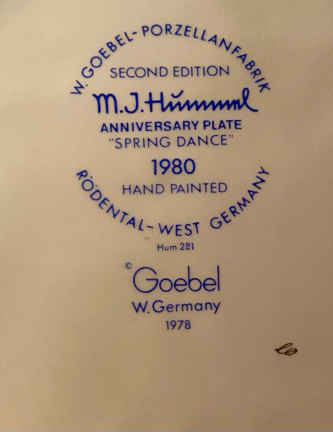 W. GOEBEL-PORZELLANFABRIK
SECOND EDITION
M.J.Hummel
ANNIVERSARY PLATE
"SPRING DANCE"
1980
HAND PAINTED
RÖDENTAL-WEST GERMANY
Hum 281
© Goebel
W.Germany
1978